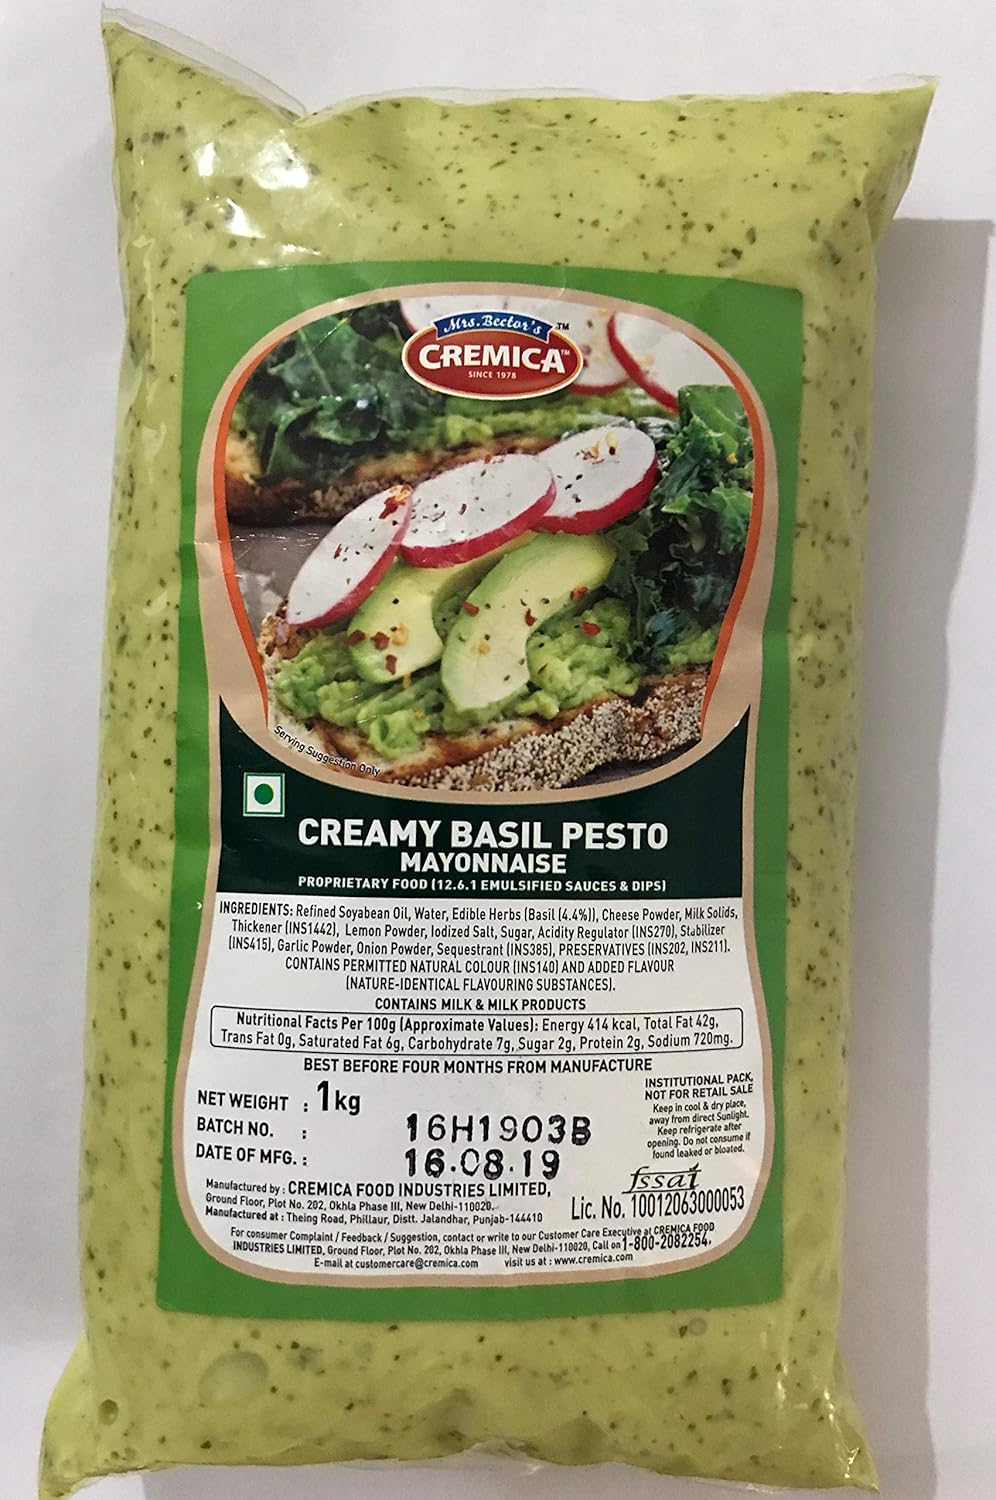 Mrs. Bector's TM
CREMICA TM
SINCE 1978
Serving Suggestion Only
CREAMY BASIL PESTO
MAYONNAISE
PROPRIETARY FOOD (12.6.1 EMULSIFIED SAUCES & DIPS)
INGREDIENTS: Refined Soyabean Oil, Water, Edible Herbs (Basil (4.4%)), Cheese Powder, Milk Solids,
Thickener (INS1442), Lemon Powder, Iodized Salt, Sugar, Acidity Regulator (INS270), Stabilizer
(INS415), Garlic Powder, Onion Powder, Sequestrant (INS385), PRESERVATIVES (INS202, INS211).
CONTAINS PERMITTED NATURAL COLOUR (INS140) AND ADDED FLAVOUR
(NATURE-IDENTICAL FLAVOURING SUBSTANCES).
CONTAINS MILK & MILK PRODUCTS
Nutritional Facts Per 100g (Approximate Values): Energy 414 kcal, Total Fat 42g,
Trans Fat 0g, Saturated Fat 6g, Carbohydrate 7g, Sugar 2g, Protein 2g, Sodium 720mg.
BEST BEFORE FOUR MONTHS FROM MANUFACTURE
NET WEIGHT : 1kg
BATCH NO. : 16H1903B
DATE OF MFG. : 16.08.19
INSTITUTIONAL PACK,
NOT FOR RETAIL SALE
Keep in cool & dry place,
away from direct Sunlight.
Keep refrigerate after
opening. Do not consume if
found leaked or bloated.
fssai
Lic. No. 10012063000053
Manufactured by : CREMICA FOOD INDUSTRIES LIMITED,
Ground Floor, Plot No. 202, Okhla Phase III, New Delhi-110020.
Manufactured at : Theing Road, Phillaur, Distt. Jalandhar, Punjab-144410
For consumer Complaint / Feedback / Suggestion, contact or write to our Customer Care Executive at CREMICA FOOD
INDUSTRIES LIMITED, Ground Floor, Plot No. 202, Okhla Phase III, New Delhi-110020, Call on 1-800-2082254.
E-mail at customercare@cremica.com visit us at : www.cremica.com